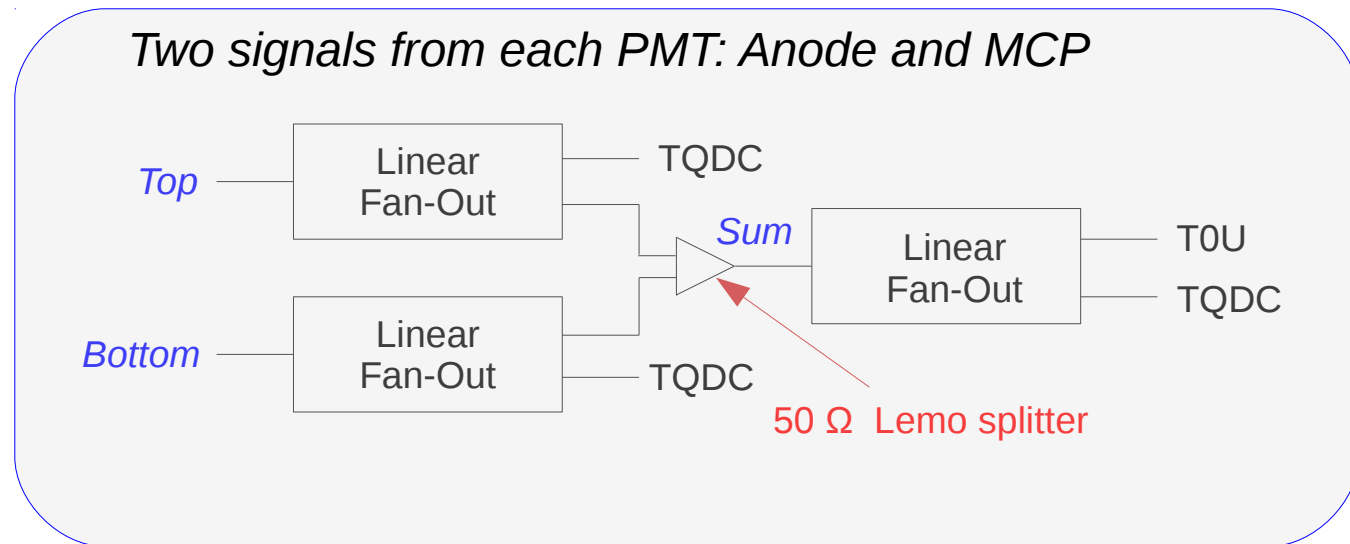 Two signals from each PMT: Anode and MCP
Top
Linear
Fan-Out
TQDC
Sum
Linear
Fan-Out
T0U
TQDC
Bottom
Linear
Fan-Out
TQDC
50 Ω Lemo splitter